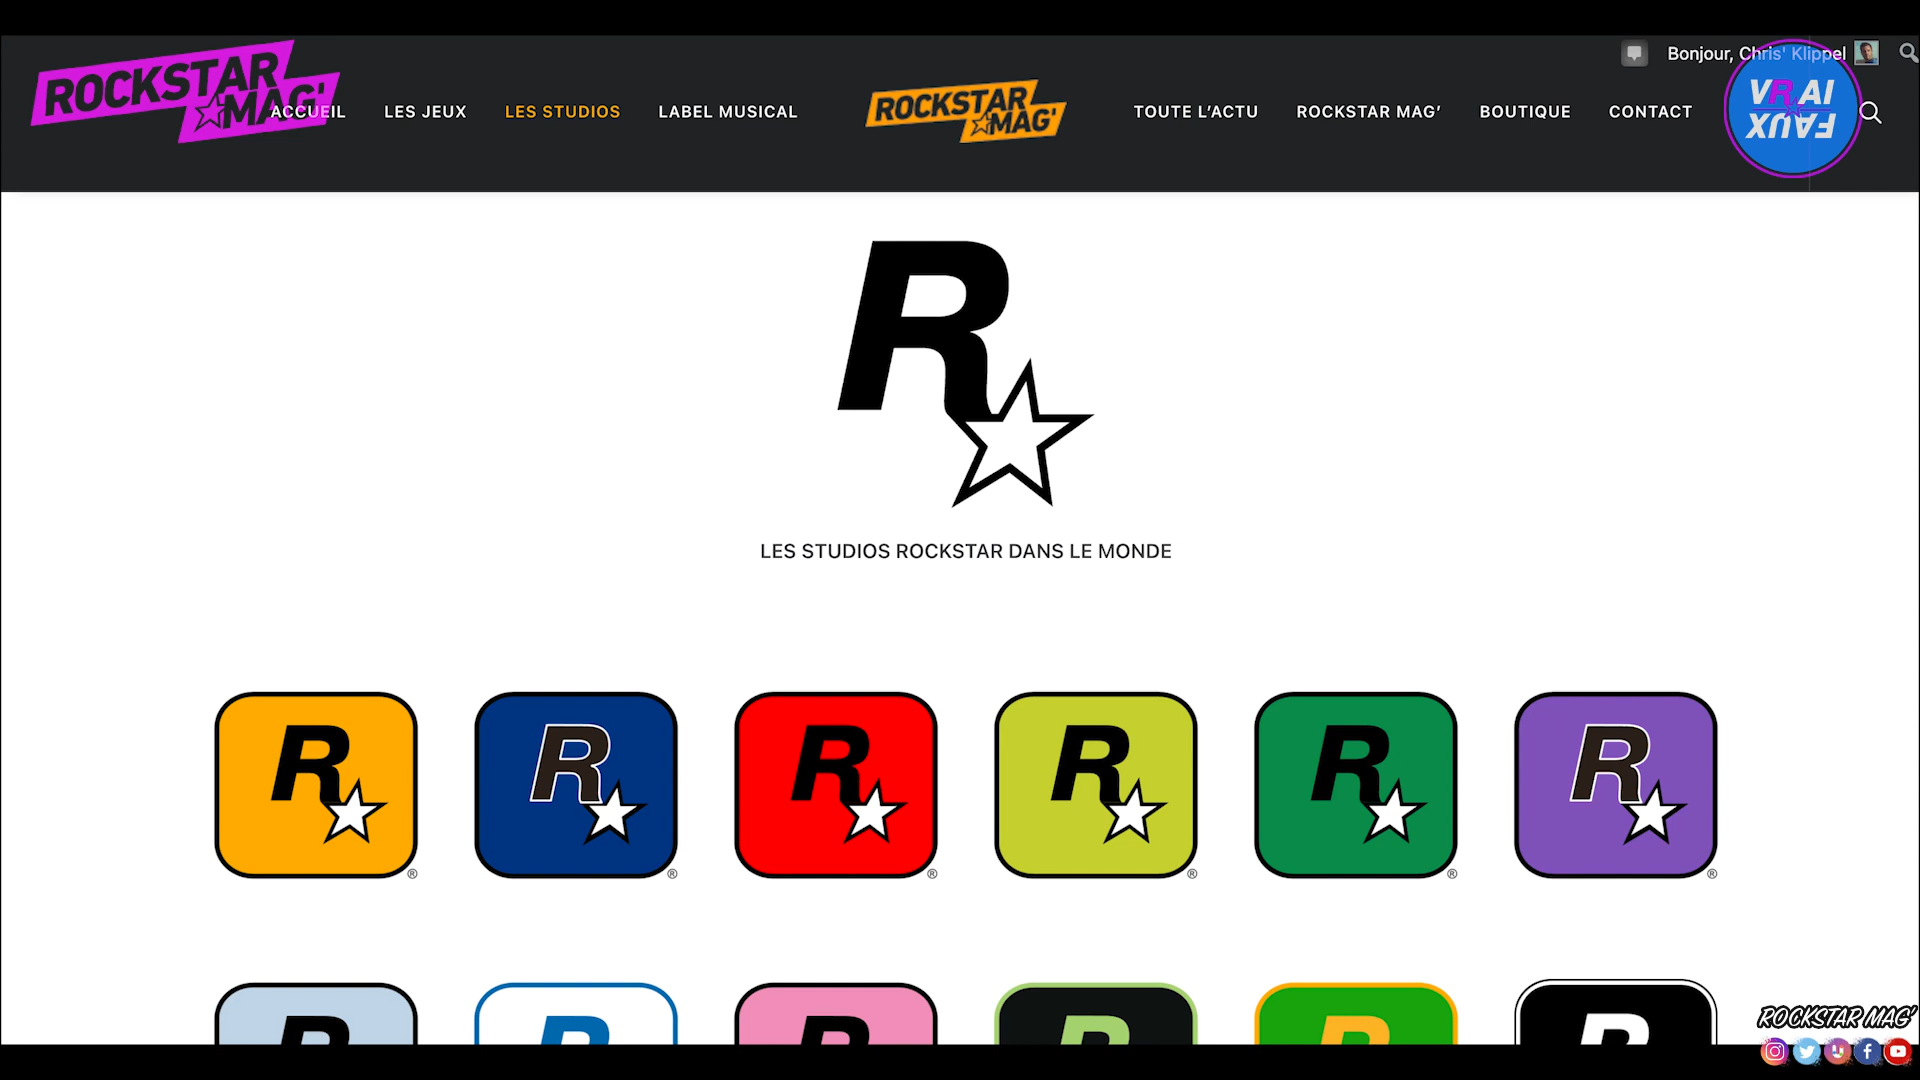 Bonjour, Chris' Klippel
ROCKSTAR
MAG'
ACCUEIL
LES JEUX
LES STUDIOS
LABEL MUSICAL
ROCKSTAR
MAG'
TOUTE L'ACTU
ROCKSTAR MAG'
BOUTIQUE
CONTACT
VRAI
FAUX
R
LES STUDIOS ROCKSTAR DANS LE MONDE
R ®
R ®
R ®
R ®
R ®
R ®
R
R
R
R
R
R
ROCKSTAR MAG'